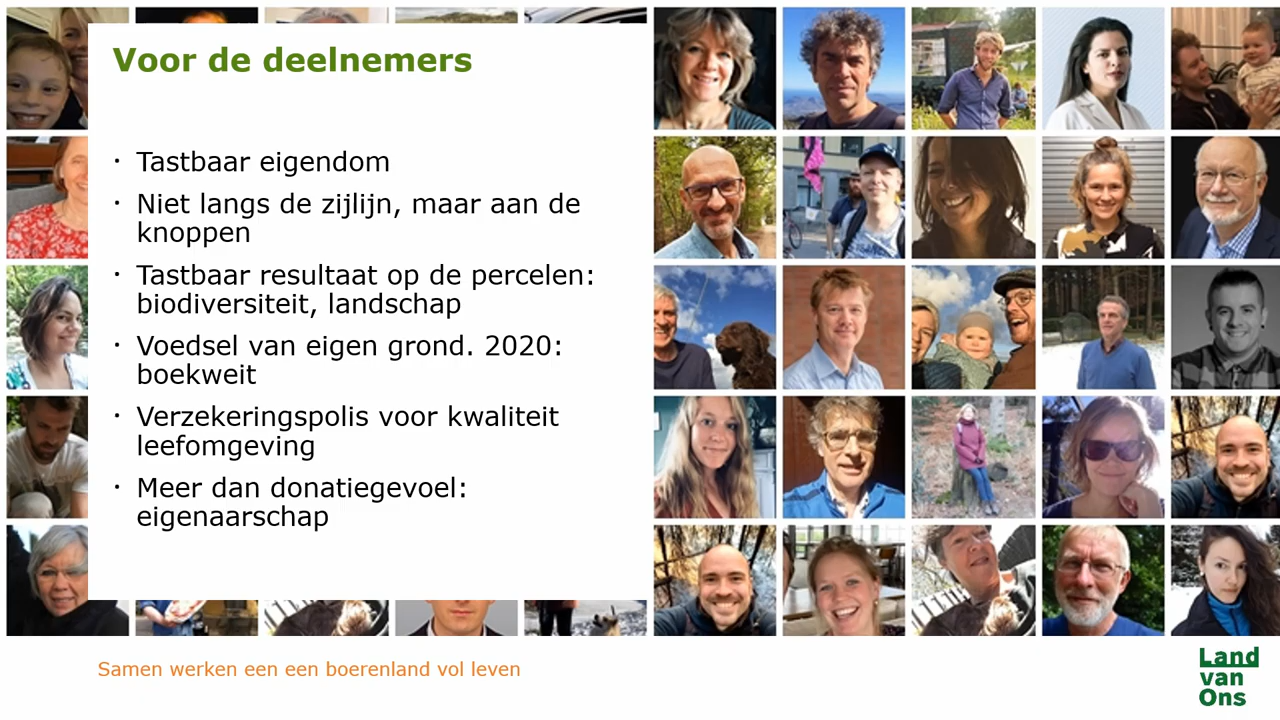 Voor de deelnemers
• Tastbaar eigendom
• Niet langs de zijlijn, maar aan de
knoppen
• Tastbaar resultaat op de percelen:
biodiversiteit, landschap
• Voedsel van eigen grond. 2020:
boekweit
• Verzekeringspolis voor kwaliteit
leefomgeving
• Meer dan donatiegevoel:
eigenaarschap
Samen werken een een boerenland vol leven
Land
van
Ons